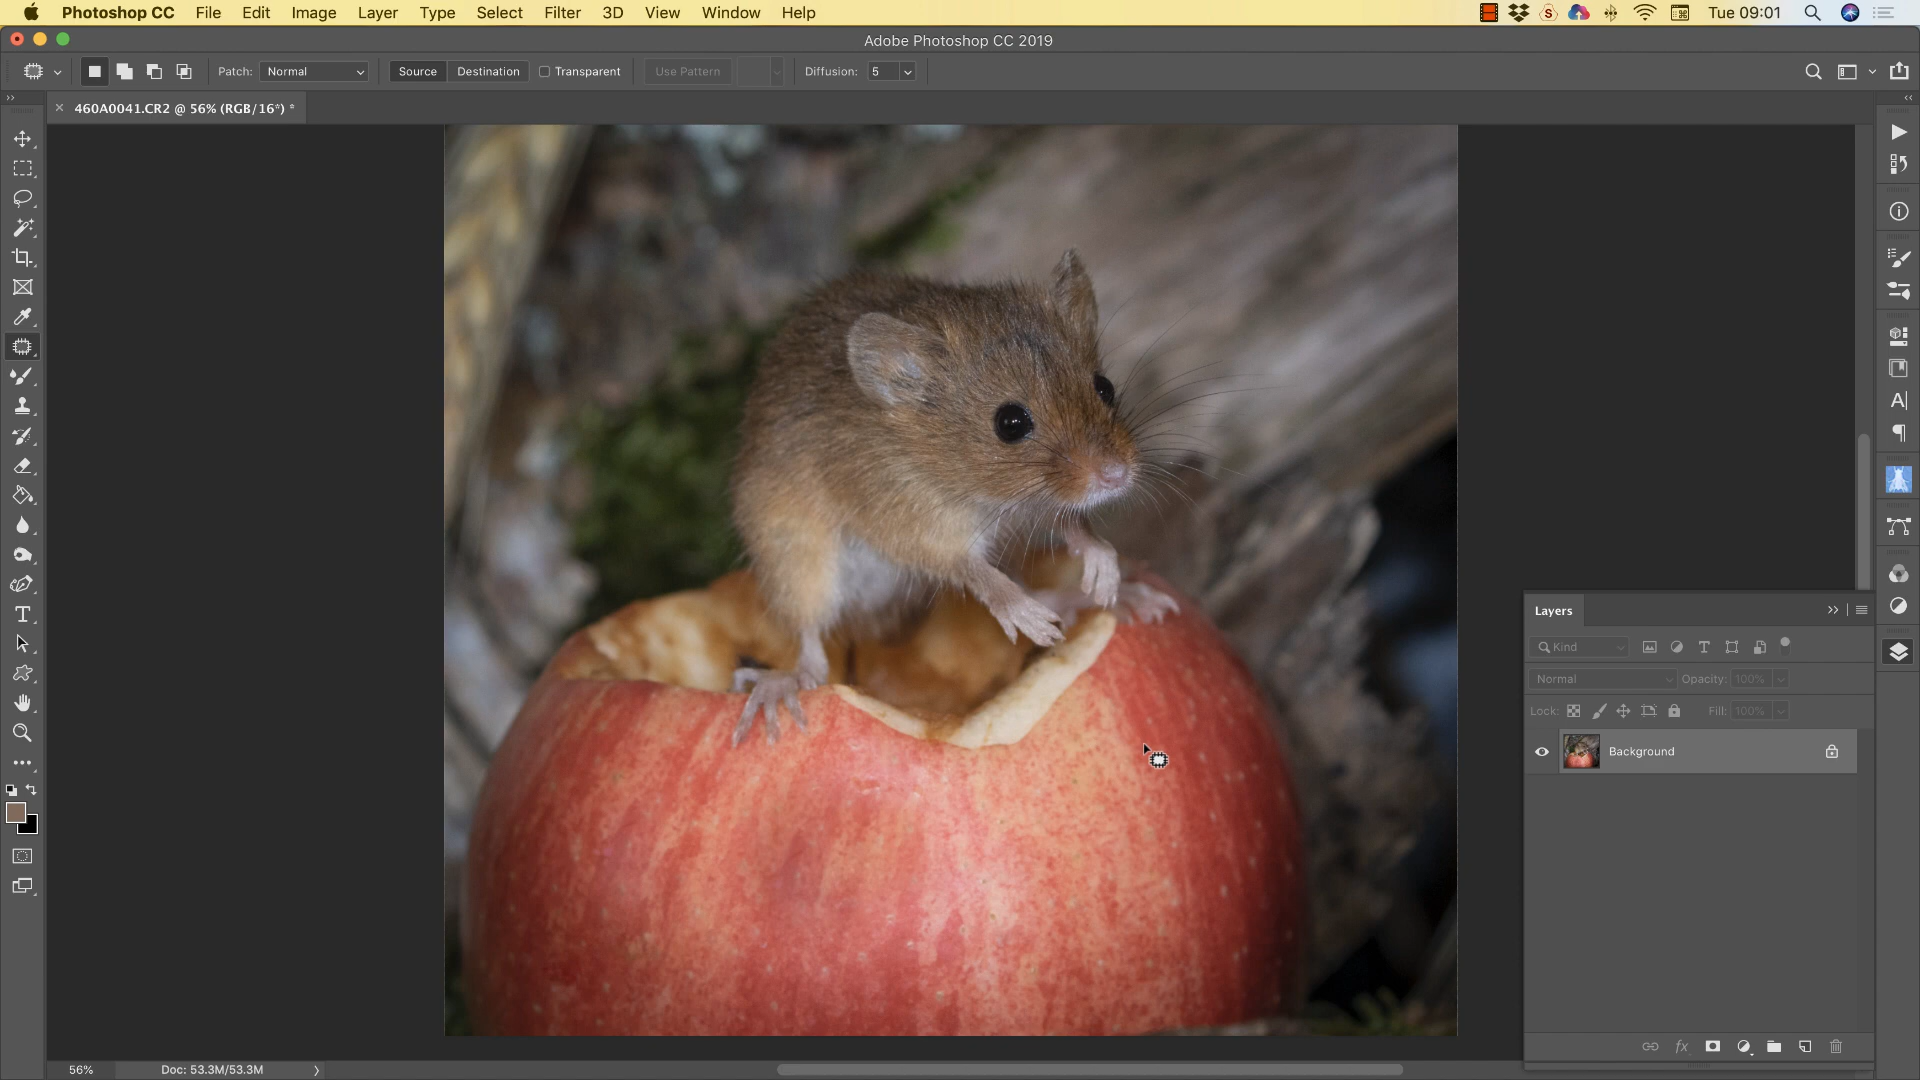 Photoshop CC File Edit Image Layer Type Select Filter 3D View Window Help Tue 09:01
Adobe Photoshop CC 2019
Patch: Normal Source Destination Transparent Use Pattern Diffusion: 5
460A0041.CR2 @ 56% (RGB/16*) *
Layers
Kind
Normal Opacity: 100%
Lock: Fill: 100%
Background
56% Doc: 53.3M/53.3M